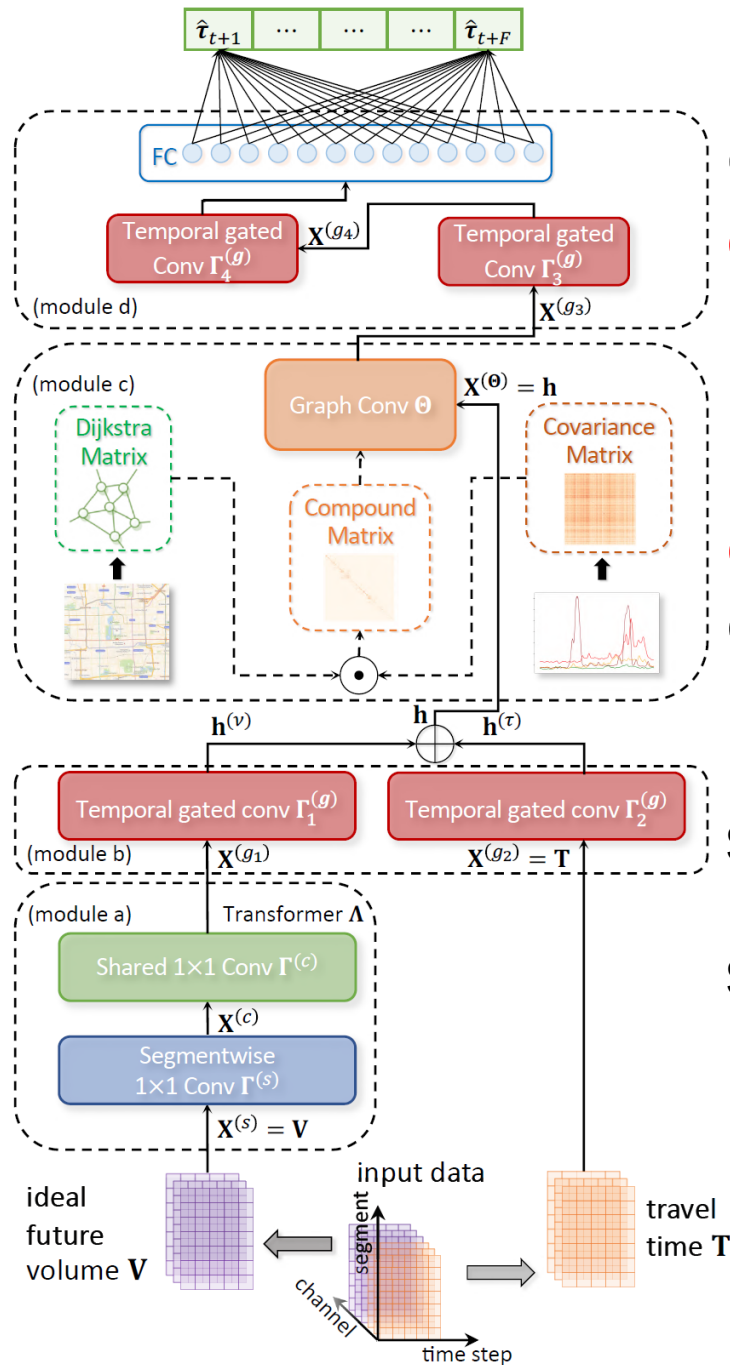 τ̂ₜ₊₁ ⋯ ⋯ ⋯ τ̂ₜ₊F
FC
Temporal gated
Conv Γ₄^(g)
X^(g₄)
Temporal gated
Conv Γ₃^(g)
(module d)
X^(g₃)
(module c)
Graph Conv Θ
X^(Θ) = h
Dijkstra
Matrix
Covariance
Matrix
Compound
Matrix
h^(v)
h
h^(τ)
Temporal gated conv Γ₁^(g)
Temporal gated conv Γ₂^(g)
(module b)
X^(g₁)
X^(g₂) = T
(module a)
Transformer Λ
Shared 1×1 Conv Γ^(c)
X^(c)
Segmentwise
1×1 Conv Γ^(s)
X^(s) = V
ideal
future
volume V
input data
segment
channel
time step
travel
time T